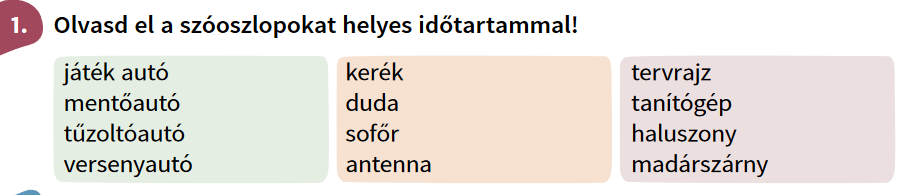 1. Olvasd el a szóoszlopokat helyes időtartammal!
játék autó
mentőautó
tűzoltóautó
versenyautó
kerék
duda
sofőr
antenna
tervrajz
tanítógép
haluszony
madárszárny